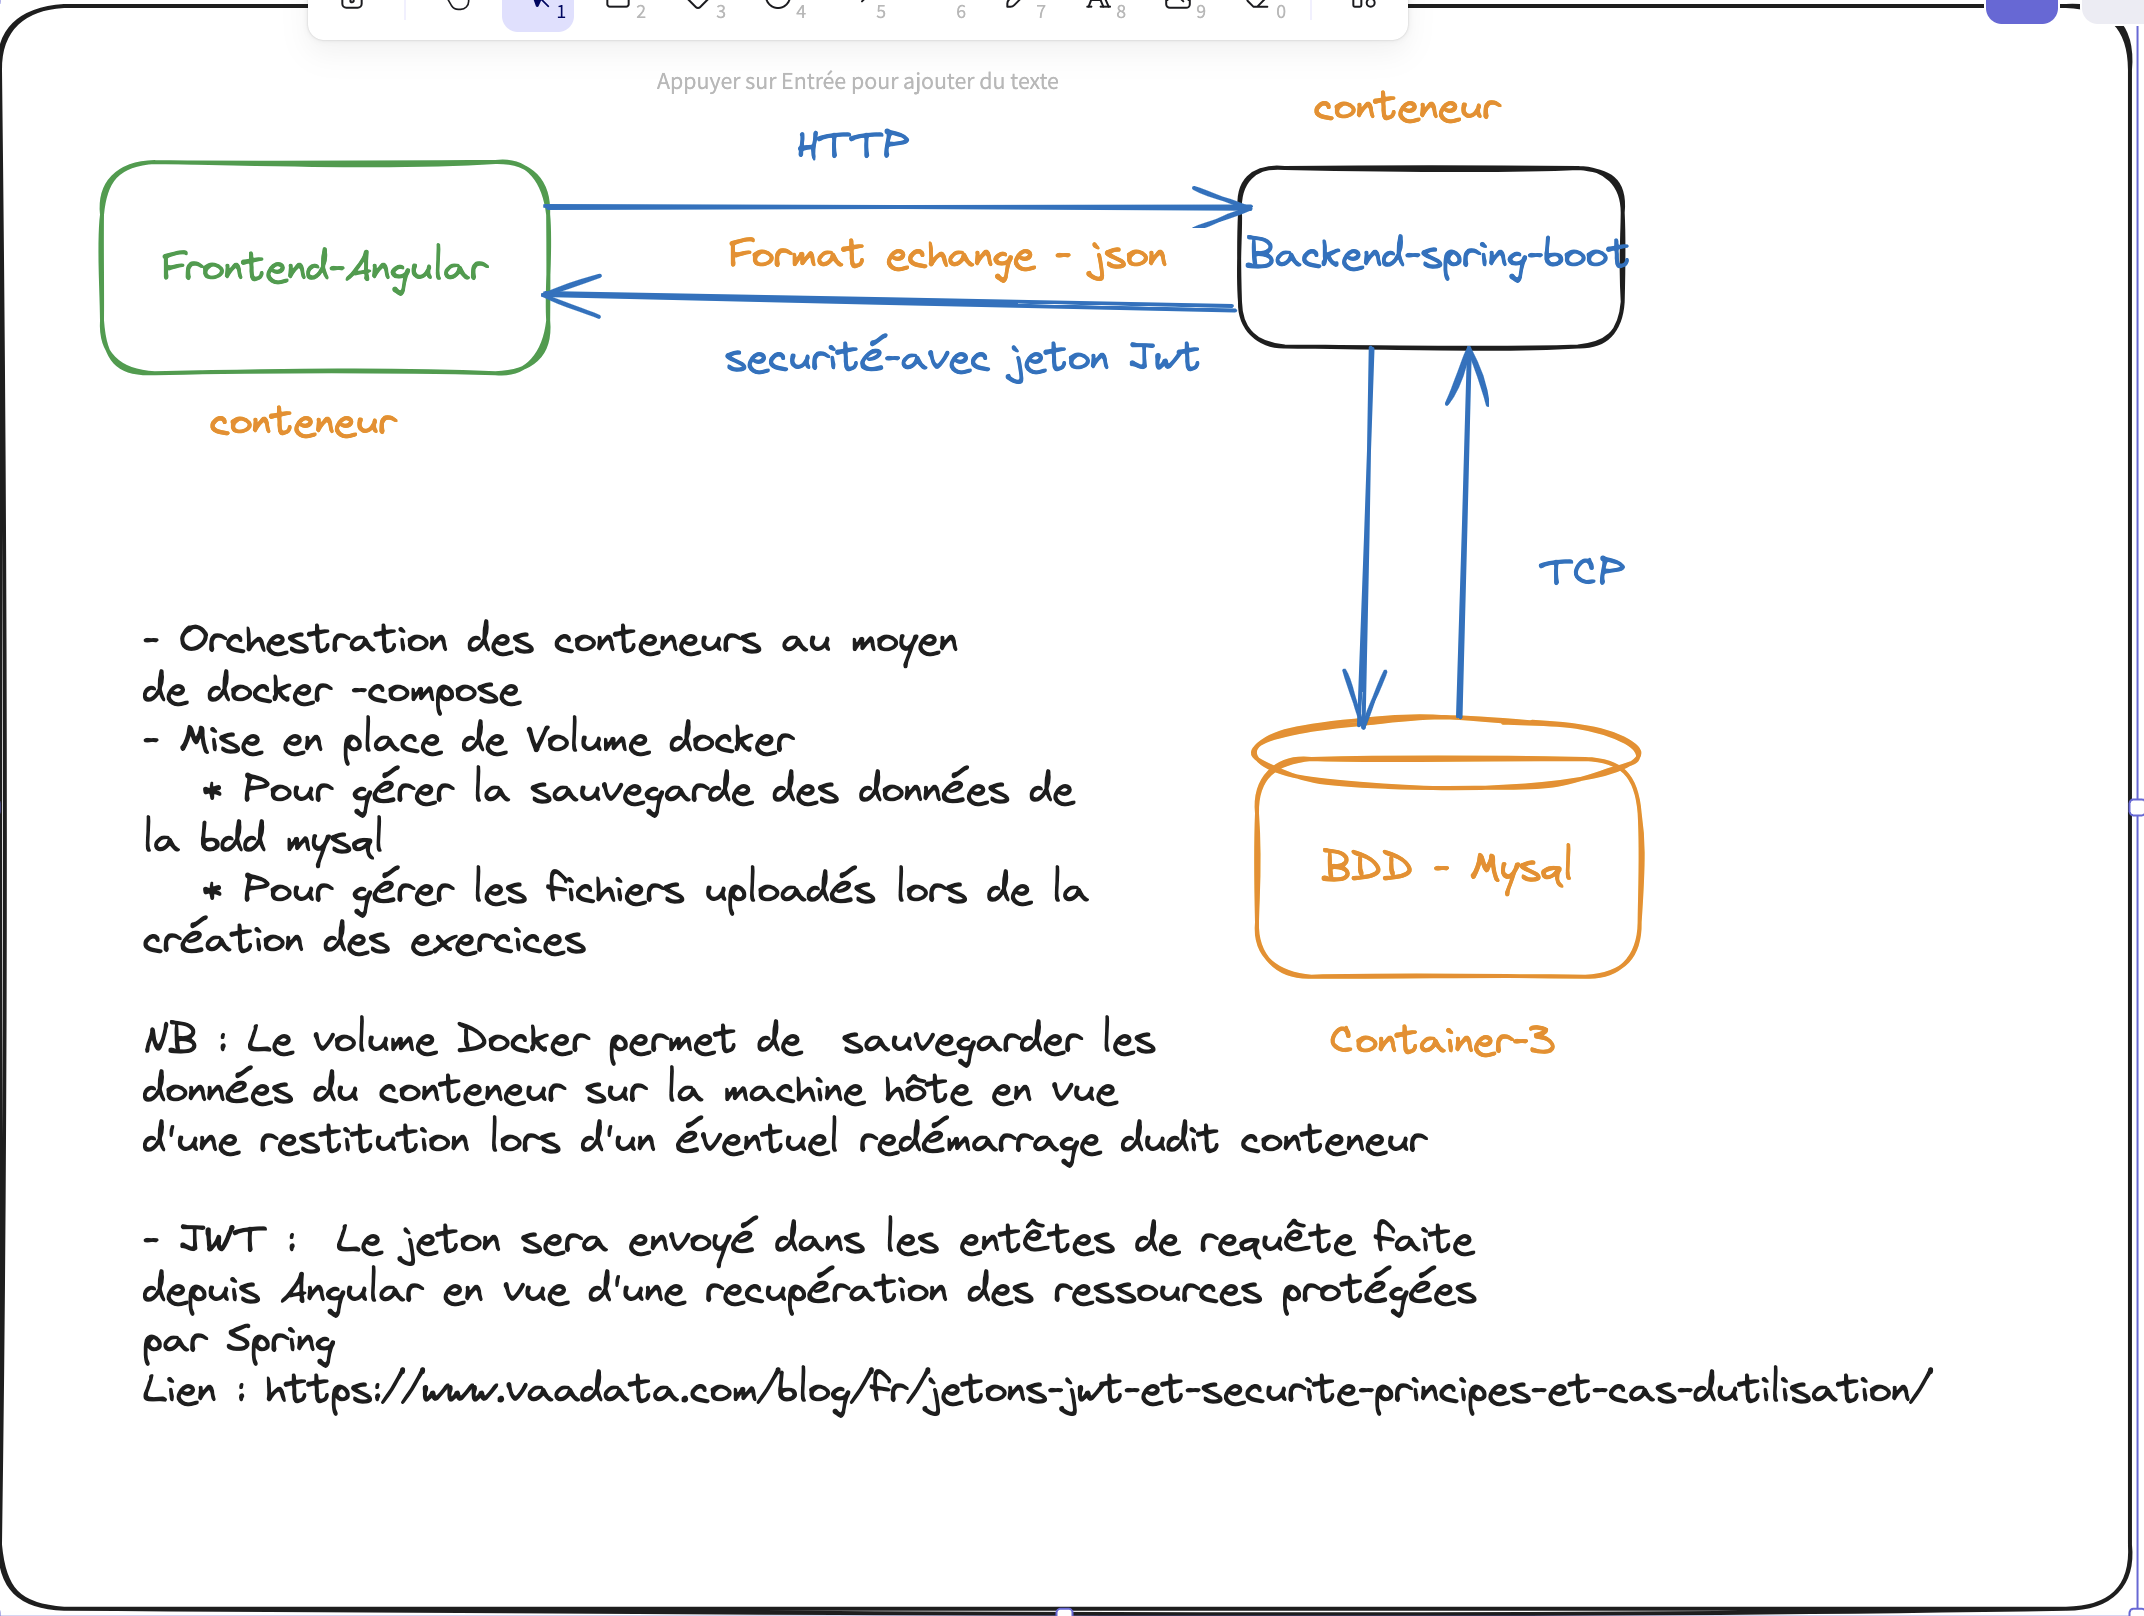 1 2 3 4 5 6 7 8 9 0
Appuyer sur Entrée pour ajouter du texte
conteneur
HTTP
Frontend-Angular
Format echange - json
Backend-spring-boot
securité-avec jeton Jwt
conteneur
TCP
- Orchestration des conteneurs au moyen
de docker -compose
- Mise en place de Volume docker
* Pour gérer la sauvegarde des données de
la bdd mysql
* Pour gérer les fichiers uploadés lors de la
création des exercices
BDD - Mysql
Container-3
NB : Le volume Docker permet de sauvegarder les
données du conteneur sur la machine hôte en vue
d'une restitution lors d'un éventuel redémarrage dudit conteneur
- JWT : Le jeton sera envoyé dans les entêtes de requête faite
depuis Angular en vue d'une recupération des ressources protégées
par Spring
Lien : https://www.vaadata.com/blog/fr/jetons-jwt-et-securite-principes-et-cas-dutilisation/